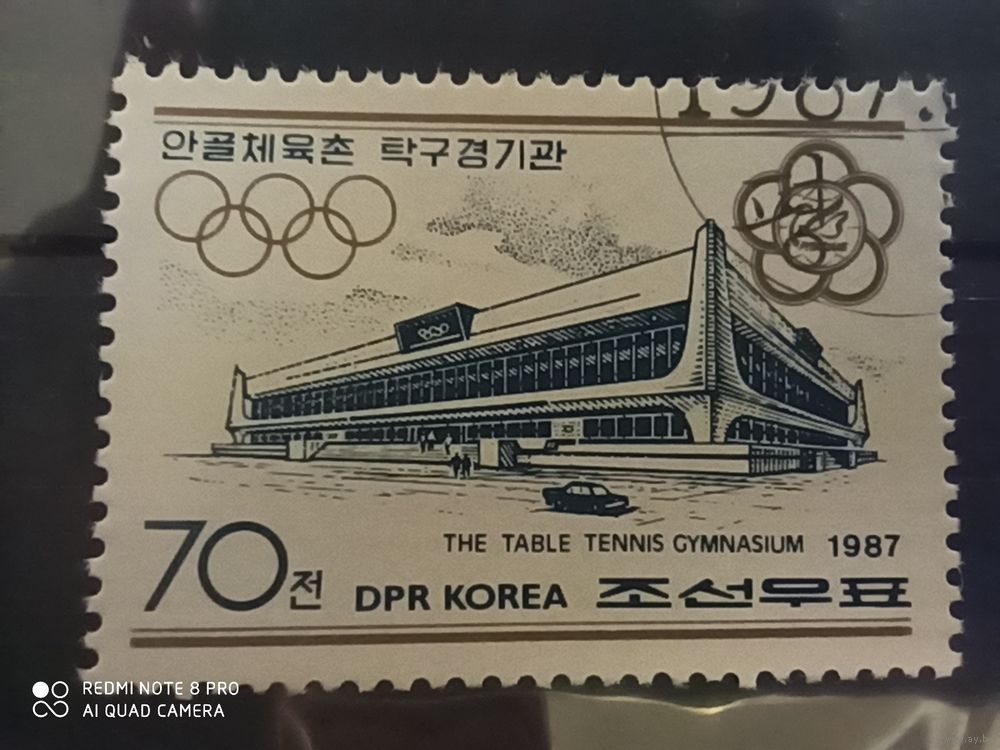 1987.
안골체육촌 탁구경기관
THE TABLE TENNIS GYMNASIUM 1987
70전 DPR KOREA 조선우표
REDMI NOTE 8 PRO
AI QUAD CAMERA